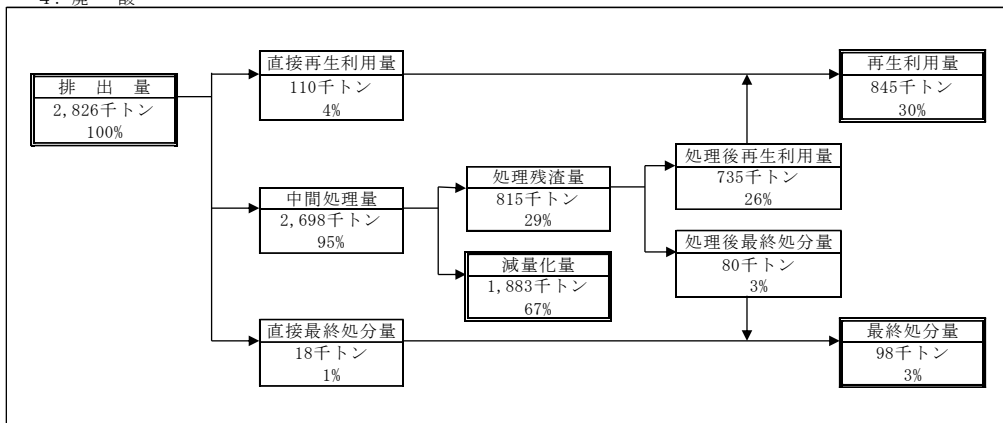 4. 廃　酸
排　出　量
2,826千トン
100%
直接再生利用量
110千トン
4%
中間処理量
2,698千トン
95%
直接最終処分量
18千トン
1%
処理残渣量
815千トン
29%
減量化量
1,883千トン
67%
処理後再生利用量
735千トン
26%
処理後最終処分量
80千トン
3%
再生利用量
845千トン
30%
最終処分量
98千トン
3%